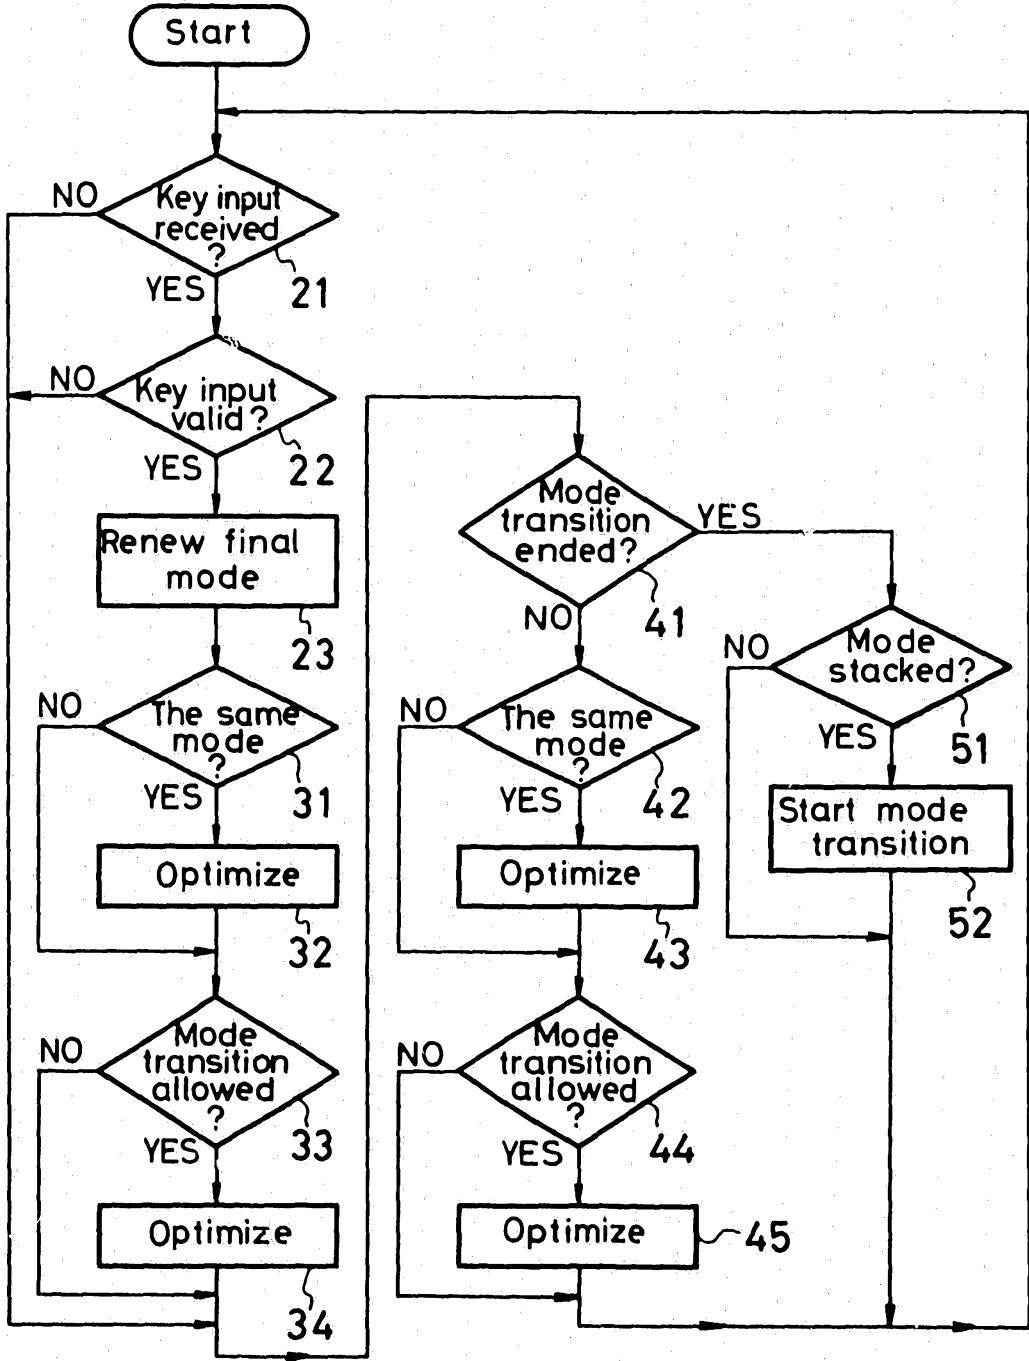 Start
NO
Key input
received
?
YES
21
NO
Key input
valid?
YES
22
Renew final
mode
23
NO
The same
mode
?
YES
31
Optimize
32
NO
Mode
transition
allowed
?
YES
33
Optimize
34
Mode
transition
ended?
YES
NO
41
NO
The same
mode
?
YES
42
Optimize
43
NO
Mode
transition
allowed
?
YES
44
Optimize
45
NO
Mode
stacked?
YES
51
Start mode
transition
52